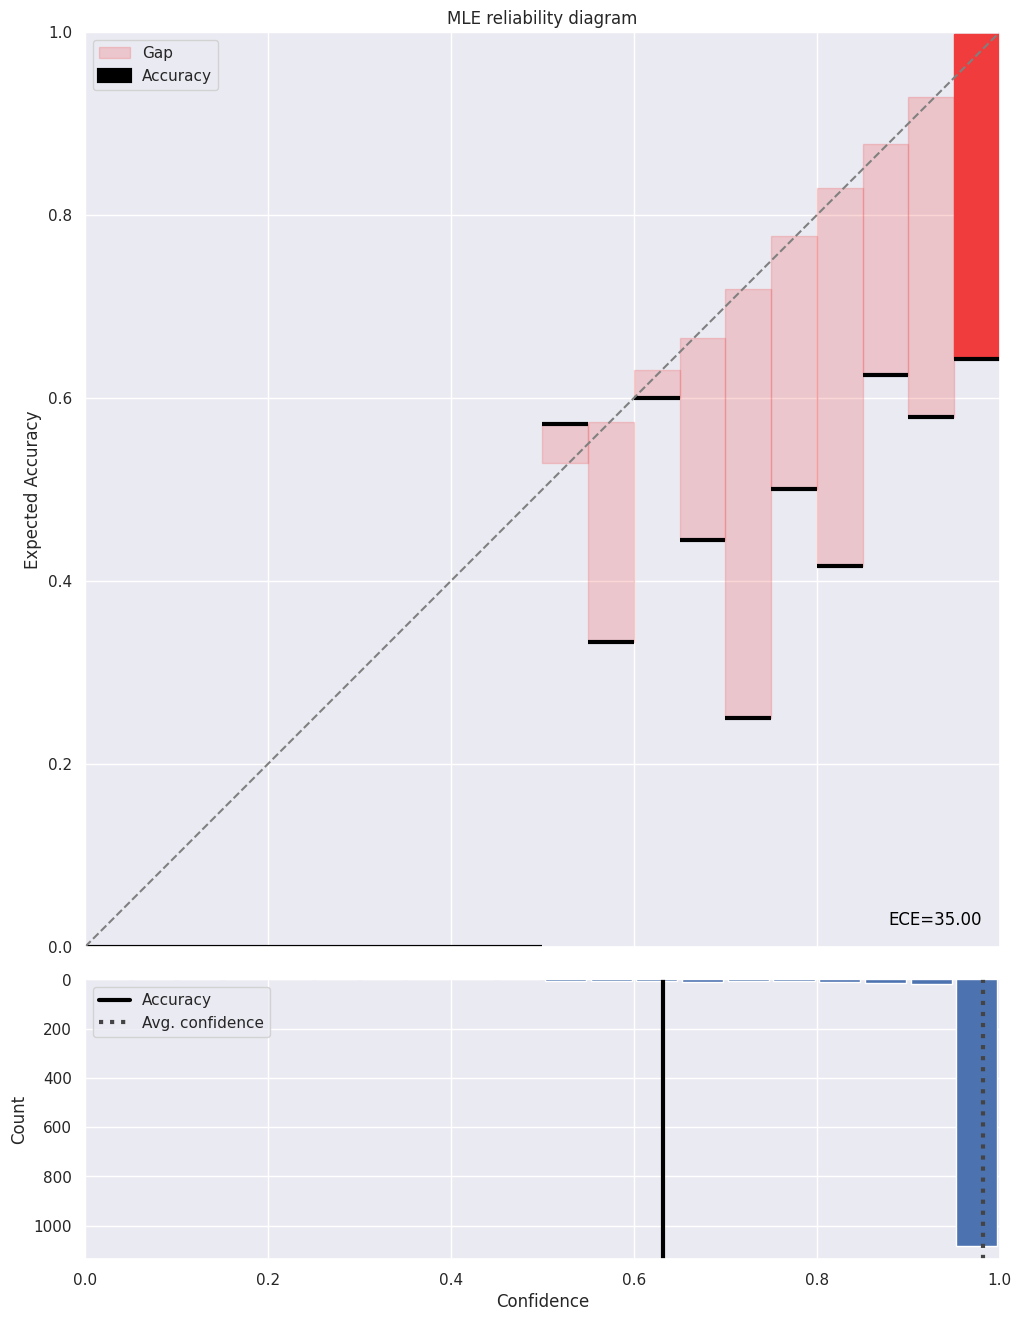 MLE reliability diagram
1.0
Gap
Accuracy
0.8
0.6
Expected Accuracy
0.4
0.2
ECE=35.00
0.0
0
Accuracy
Avg. confidence
200
400
600
Count
800
1000
0.0 0.2 0.4 0.6 0.8 1.0
Confidence